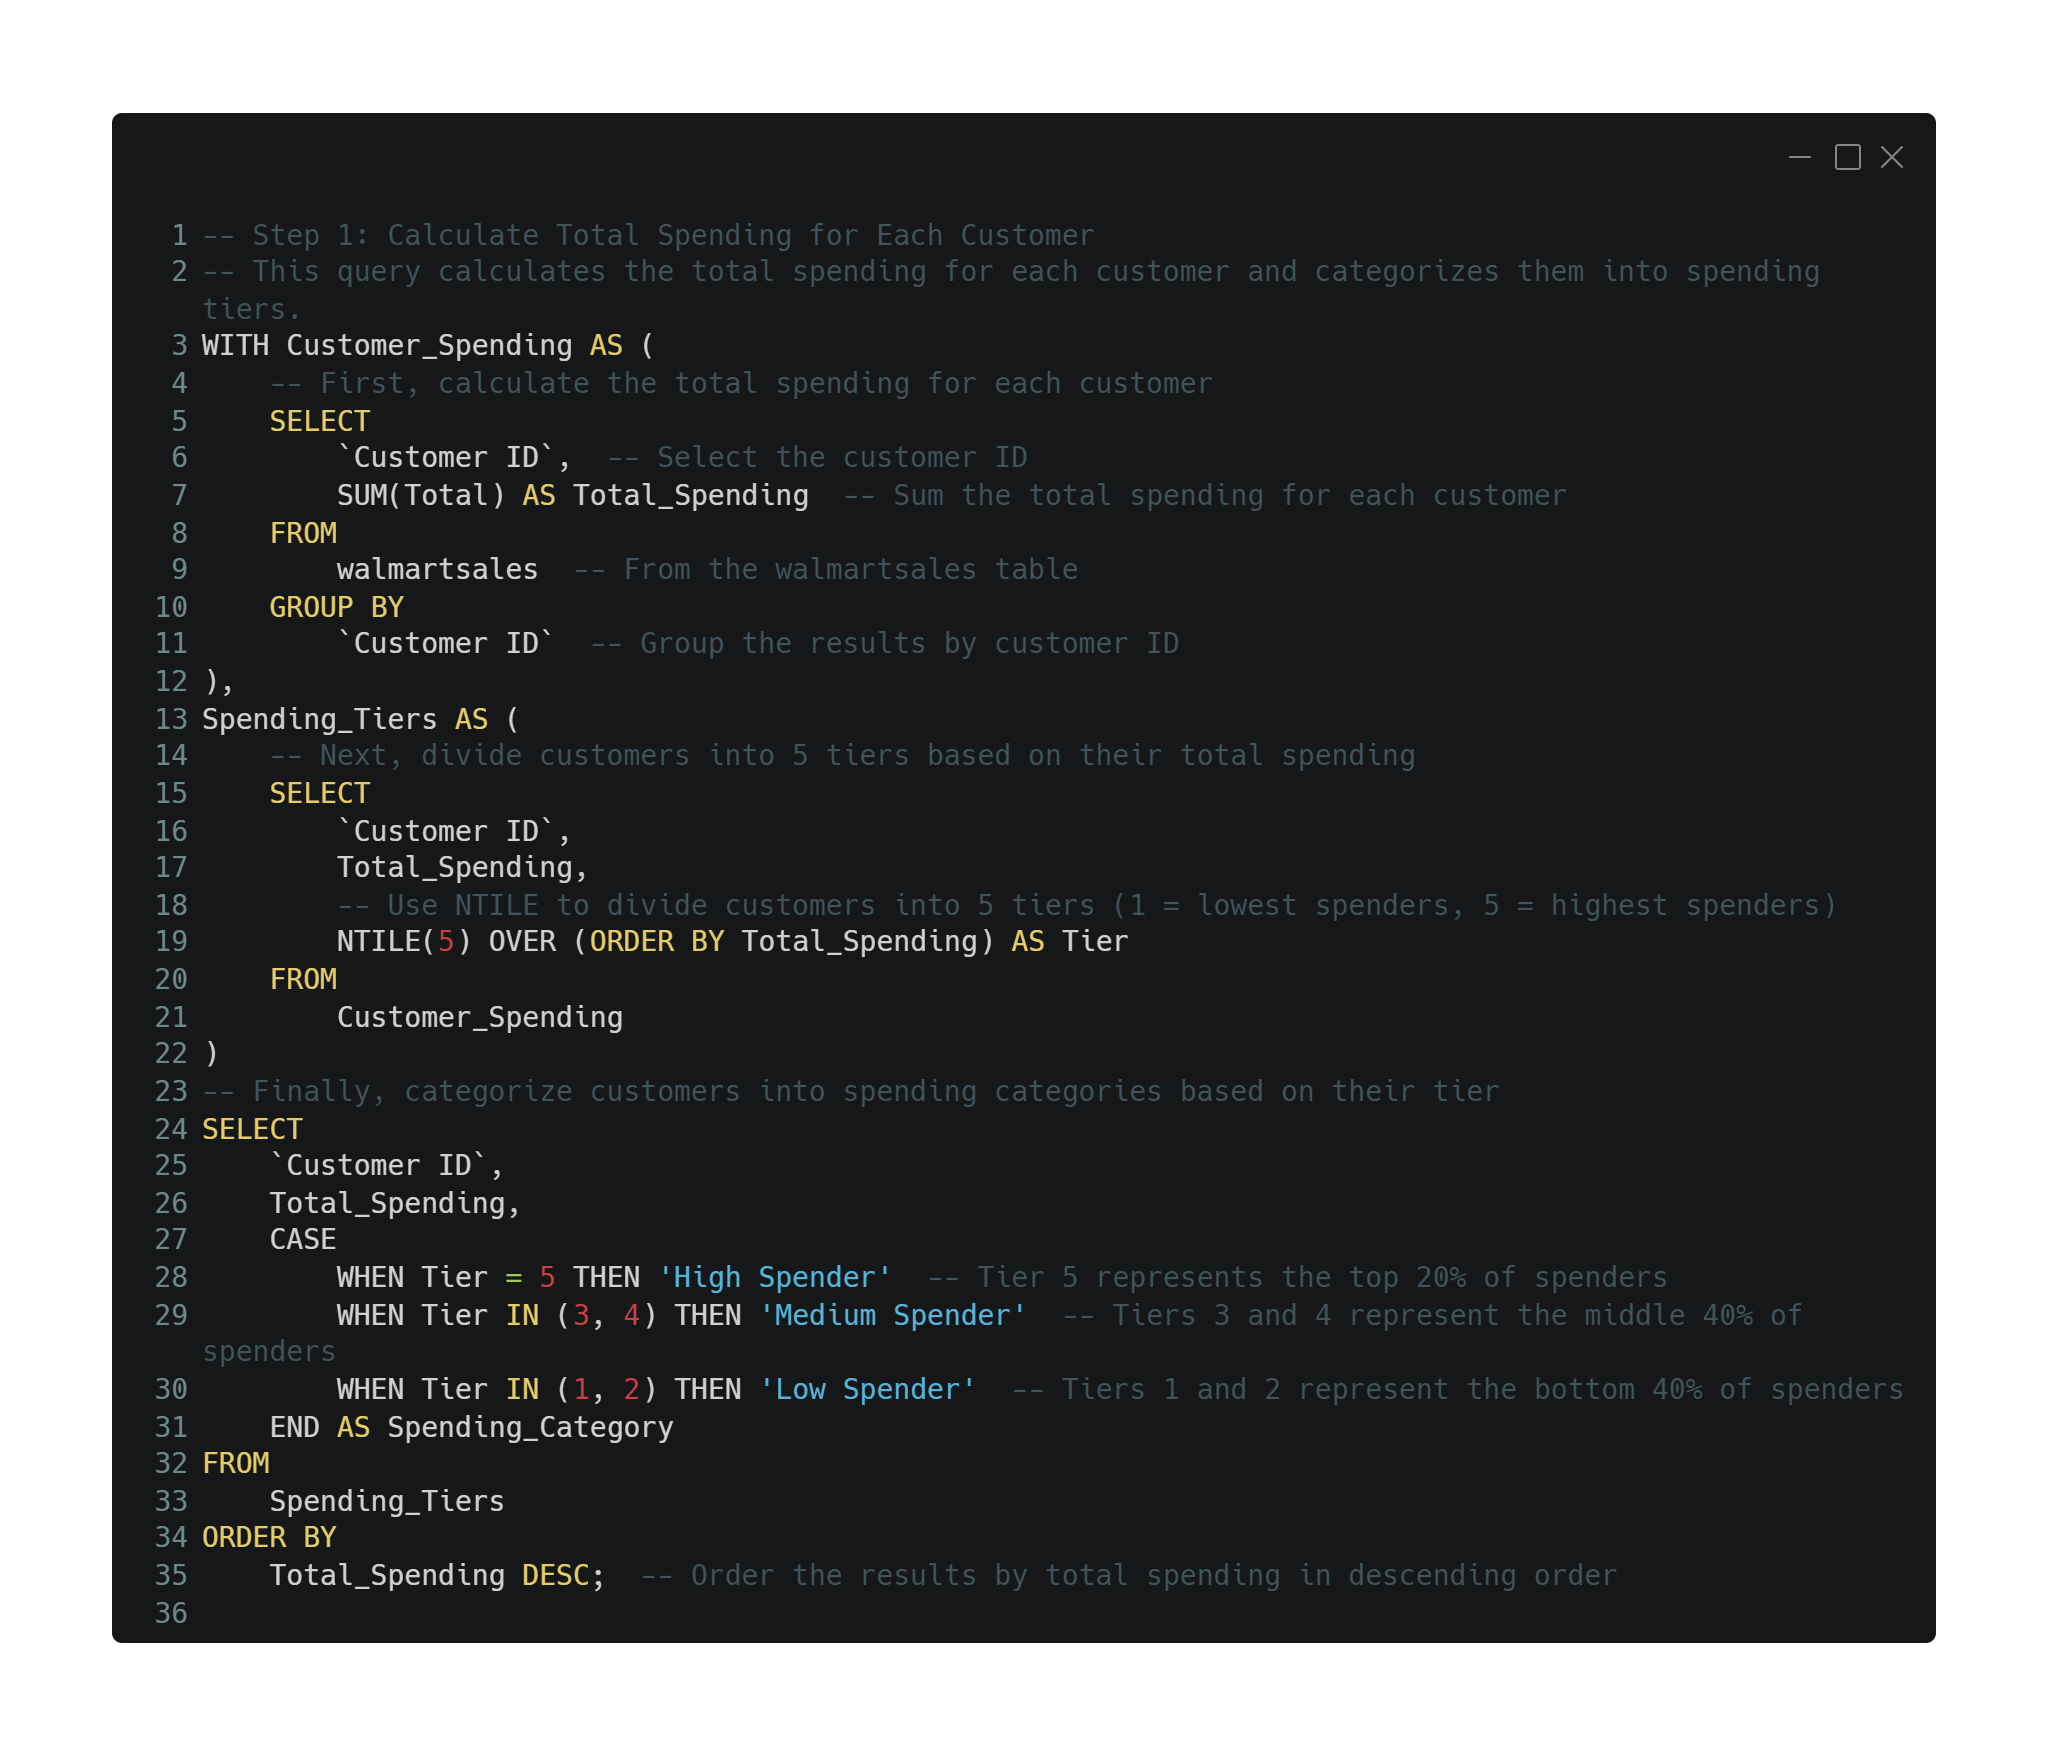 1 -- Step 1: Calculate Total Spending for Each Customer
2 -- This query calculates the total spending for each customer and categorizes them into spending
tiers.
3 WITH Customer_Spending AS (
4     -- First, calculate the total spending for each customer
5     SELECT
6         `Customer ID`,  -- Select the customer ID
7         SUM(Total) AS Total_Spending  -- Sum the total spending for each customer
8     FROM
9         walmartsales  -- From the walmartsales table
10     GROUP BY
11         `Customer ID`  -- Group the results by customer ID
12 ),
13 Spending_Tiers AS (
14     -- Next, divide customers into 5 tiers based on their total spending
15     SELECT
16         `Customer ID`,
17         Total_Spending,
18         -- Use NTILE to divide customers into 5 tiers (1 = lowest spenders, 5 = highest spenders)
19         NTILE(5) OVER (ORDER BY Total_Spending) AS Tier
20     FROM
21         Customer_Spending
22 )
23 -- Finally, categorize customers into spending categories based on their tier
24 SELECT
25     `Customer ID`,
26     Total_Spending,
27     CASE
28         WHEN Tier = 5 THEN 'High Spender'  -- Tier 5 represents the top 20% of spenders
29         WHEN Tier IN (3, 4) THEN 'Medium Spender'  -- Tiers 3 and 4 represent the middle 40% of
spenders
30         WHEN Tier IN (1, 2) THEN 'Low Spender'  -- Tiers 1 and 2 represent the bottom 40% of spenders
31     END AS Spending_Category
32 FROM
33     Spending_Tiers
34 ORDER BY
35     Total_Spending DESC;  -- Order the results by total spending in descending order
36